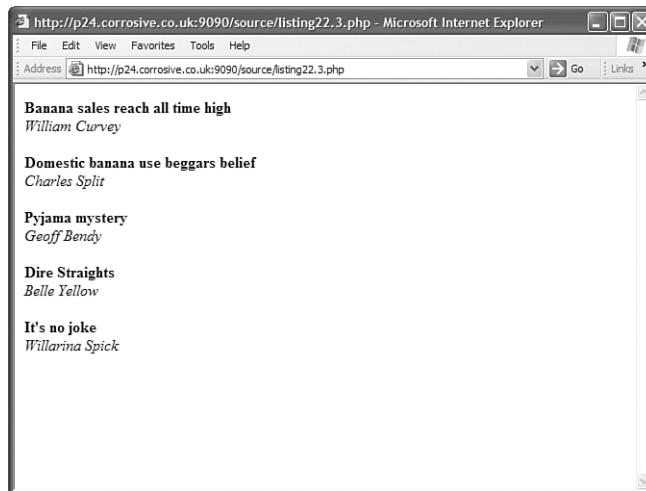 http://p24.corrosive.co.uk:9090/source/listing22.3.php - Microsoft Internet Explorer
File Edit View Favorites Tools Help
Address http://p24.corrosive.co.uk:9090/source/listing22.3.php Go Links
Banana sales reach all time high
William Curvey
Domestic banana use beggars belief
Charles Split
Pyjama mystery
Geoff Bendy
Dire Straights
Belle Yellow
It's no joke
Willarina Spick